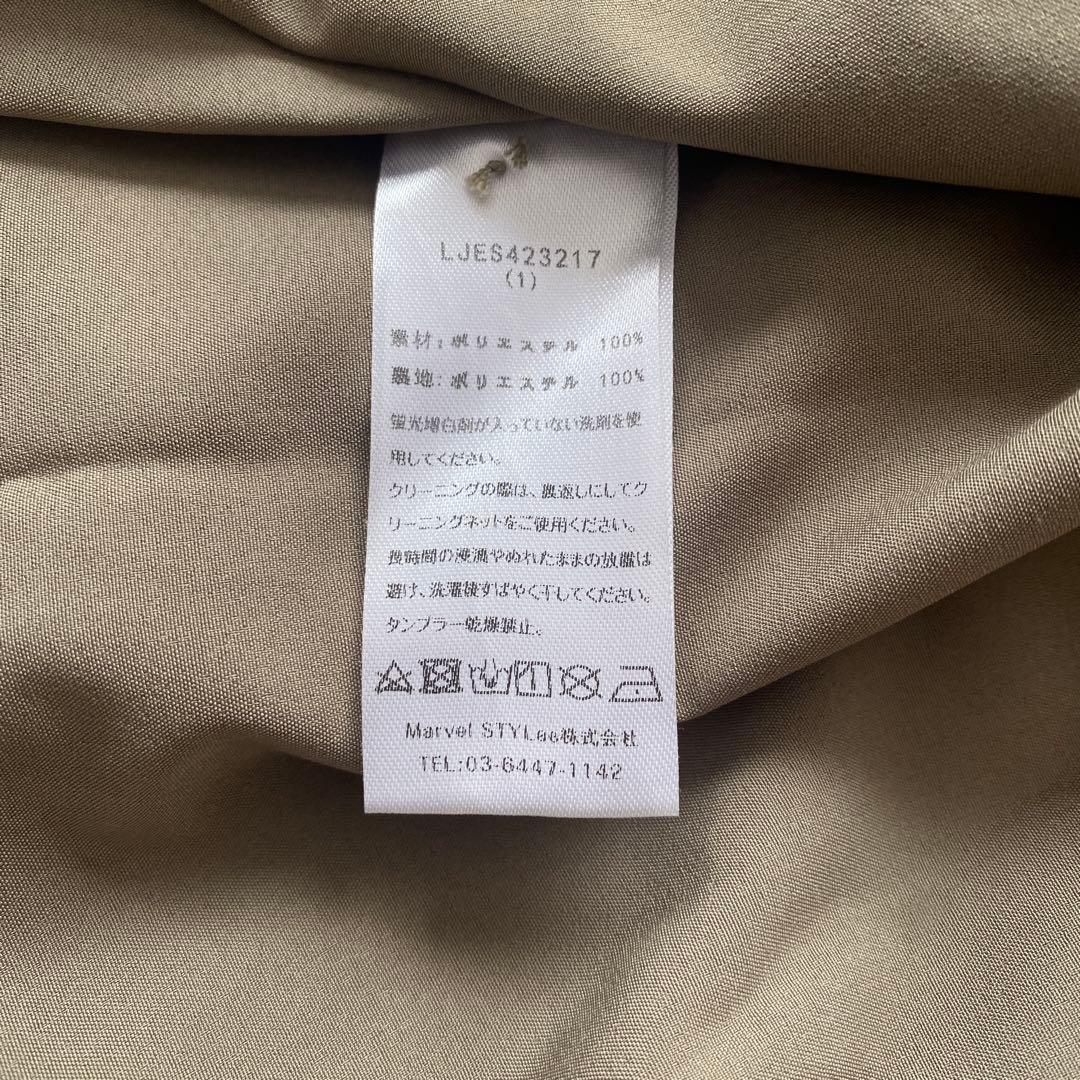 LJES423217
(1)
素材:ポリエステル 100%
裏地:ポリエステル 100%
蛍光増白剤が入っていない洗剤を使
用してください。
クリーニングの際は、裏返しにしてク
リーニングネットをご使用ください。
長時間の浸漬やぬれたままの放置は
避け、洗濯後すばやく干してください。
タンブラー乾燥禁止。
Marvel STYLee株式会社
TEL:03-6447-1142